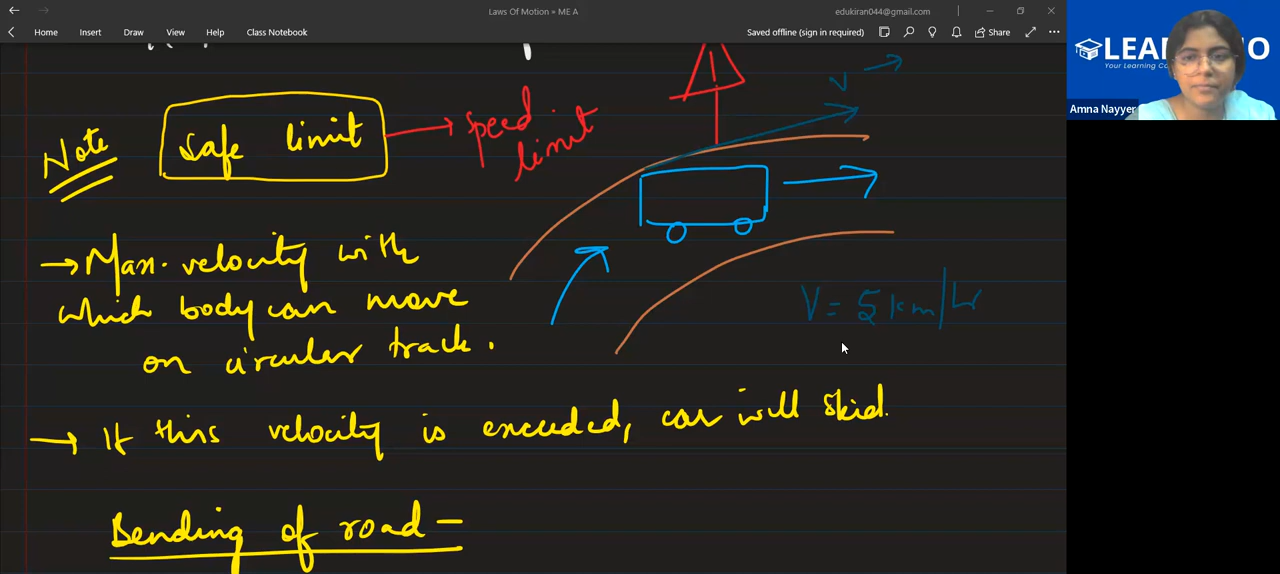 Laws Of Motion » ME A
edukiran044@gmail.com
Home Insert Draw View Help Class Notebook
Saved offline (sign in required)
Share
LEA
Your Learning Co
Amna Nayyer
Note
Safe limit
speed
limit
v
→ Max. velocity with
which body can move
on circular track.
V = 5 km/hr
→ If this velocity is exceeded, car will skid.
Bending of road -